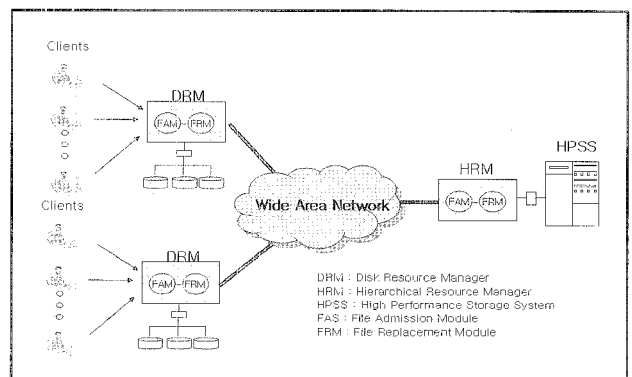 Clients
DRM
FAM
FRM
HPSS
HRM
FAM
FRM
Wide Area Network
Clients
DRM
FAM
FRM
DRM : Disk Resource Manager
HRM : Hierarchical Resource Manager
HPSS : High Performance Storage System
FAS : File Admission Module
FRM : File Replacement Module